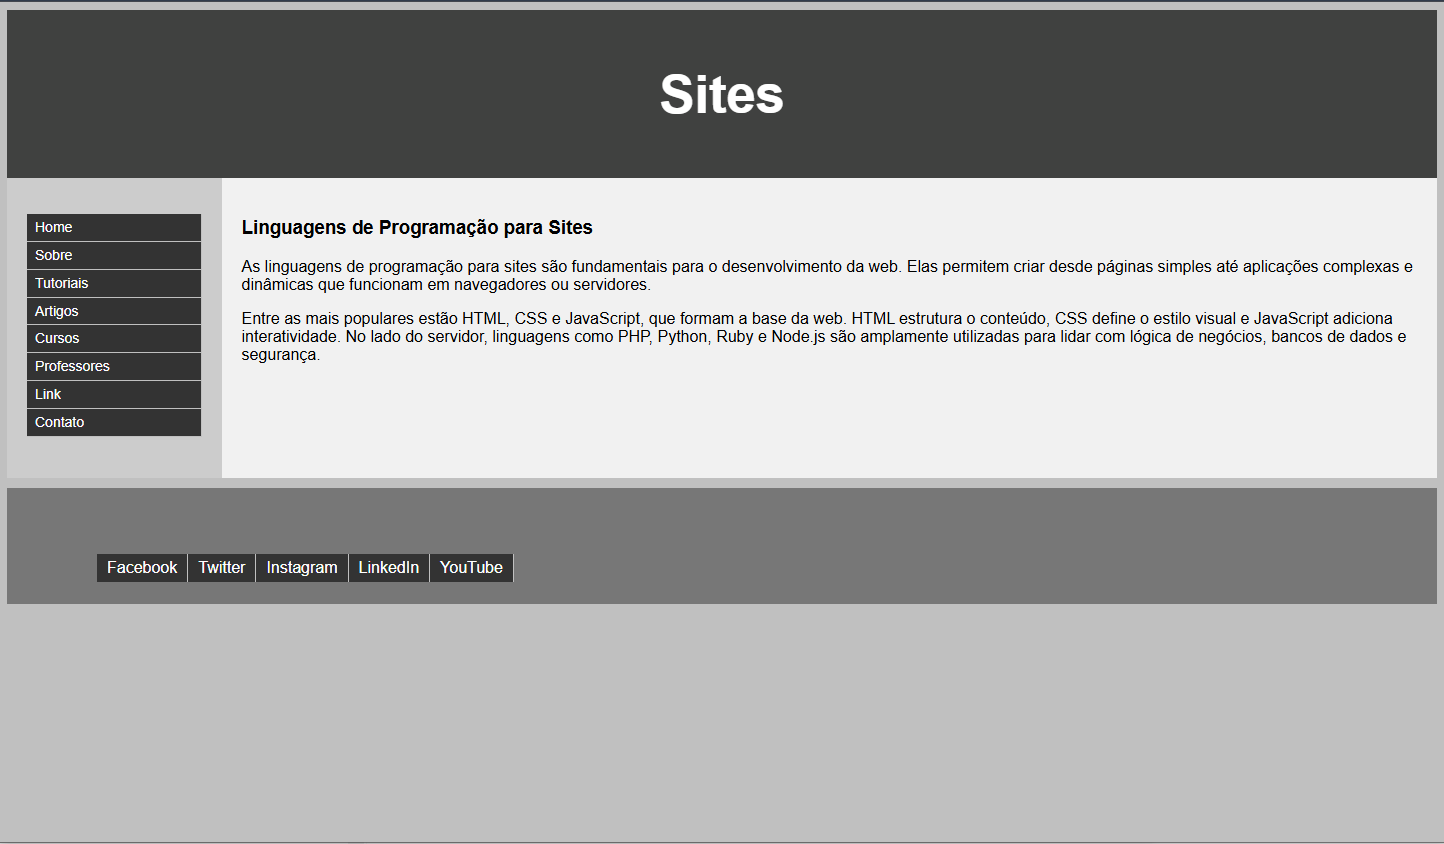 Sites
Home
Sobre
Tutoriais
Artigos
Cursos
Professores
Link
Contato
Linguagens de Programação para Sites
As linguagens de programação para sites são fundamentais para o desenvolvimento da web. Elas permitem criar desde páginas simples até aplicações complexas e
dinâmicas que funcionam em navegadores ou servidores.
Entre as mais populares estão HTML, CSS e JavaScript, que formam a base da web. HTML estrutura o conteúdo, CSS define o estilo visual e JavaScript adiciona
interatividade. No lado do servidor, linguagens como PHP, Python, Ruby e Node.js são amplamente utilizadas para lidar com lógica de negócios, bancos de dados e
segurança.
Facebook Twitter Instagram LinkedIn YouTube